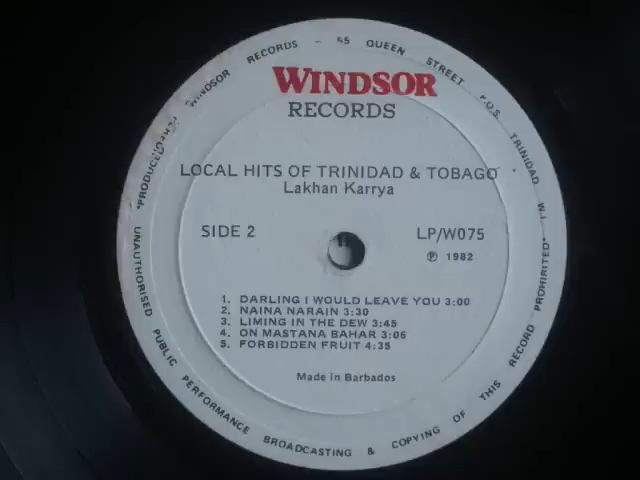 WINDSOR
RECORDS
LOCAL HITS OF TRINIDAD & TOBAGO
Lakhan Karrya
SIDE 2
LP/W075
℗ 1982
1. DARLING I WOULD LEAVE YOU 3:00
2. NAINA NARAIN 3:30
3. LIMING IN THE DEW 3:45
4. ON MASTANA BAHAR 3:06
5. FORBIDDEN FRUIT 4:35
Made in Barbados
*PRODUCED WINDSOR RECORDS - 55 QUEEN STREET P.O.S. TRINIDAD W.I.
UNAUTHORISED PUBLIC PERFORMANCE BROADCASTING & COPYING OF THIS RECORD PROHIBITED*